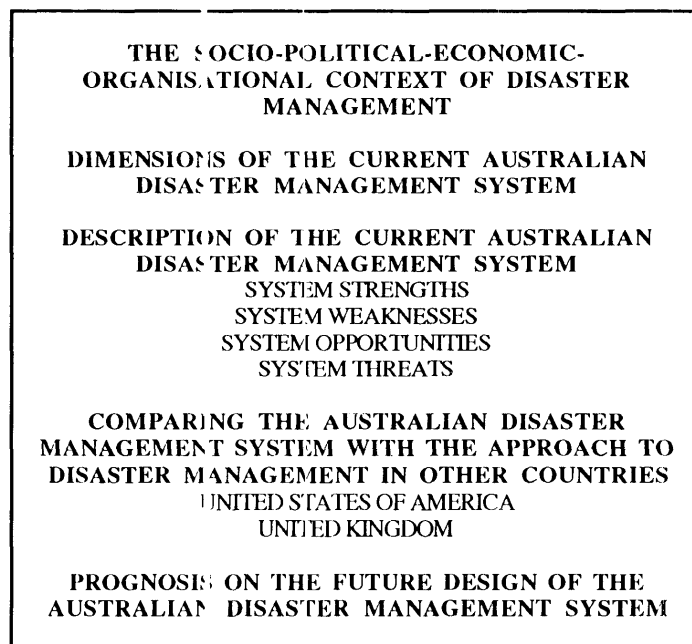 THE SOCIO-POLITICAL-ECONOMIC-
ORGANISATIONAL CONTEXT OF DISASTER
MANAGEMENT
DIMENSIONS OF THE CURRENT AUSTRALIAN
DISASTER MANAGEMENT SYSTEM
DESCRIPTION OF THE CURRENT AUSTRALIAN
DISASTER MANAGEMENT SYSTEM
SYSTEM STRENGTHS
SYSTEM WEAKNESSES
SYSTEM OPPORTUNITIES
SYSTEM THREATS
COMPARING THE AUSTRALIAN DISASTER
MANAGEMENT SYSTEM WITH THE APPROACH TO
DISASTER MANAGEMENT IN OTHER COUNTRIES
UNITED STATES OF AMERICA
UNITED KINGDOM
PROGNOSIS ON THE FUTURE DESIGN OF THE
AUSTRALIAN DISASTER MANAGEMENT SYSTEM